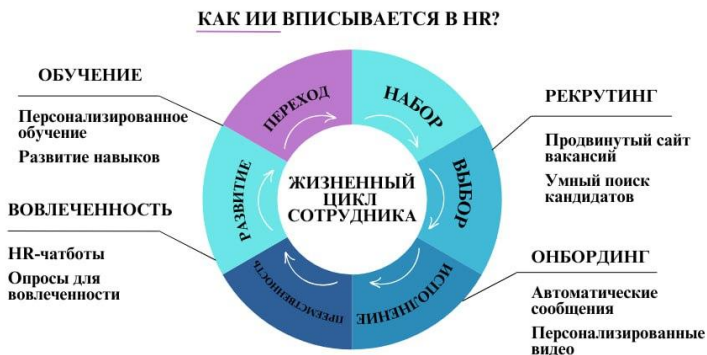 КАК ИИ ВПИСЫВАЕТСЯ В HR?
ОБУЧЕНИЕ
Персонализированное
обучение
Развитие навыков
ВОВЛЕЧЕННОСТЬ
HR-чатботы
Опросы для
вовлеченности
ПЕРЕХОД
НАБОР
ВЫБОР
ИСПОЛНЕНИЕ
ПРЕЕМСТВЕННОСТЬ
РАЗВИТИЕ
ЖИЗНЕННЫЙ
ЦИКЛ
СОТРУДНИКА
РЕКРУТИНГ
Продвинутый сайт
вакансий
Умный поиск
кандидатов
ОНБОРДИНГ
Автоматические
сообщения
Персонализированные
видео